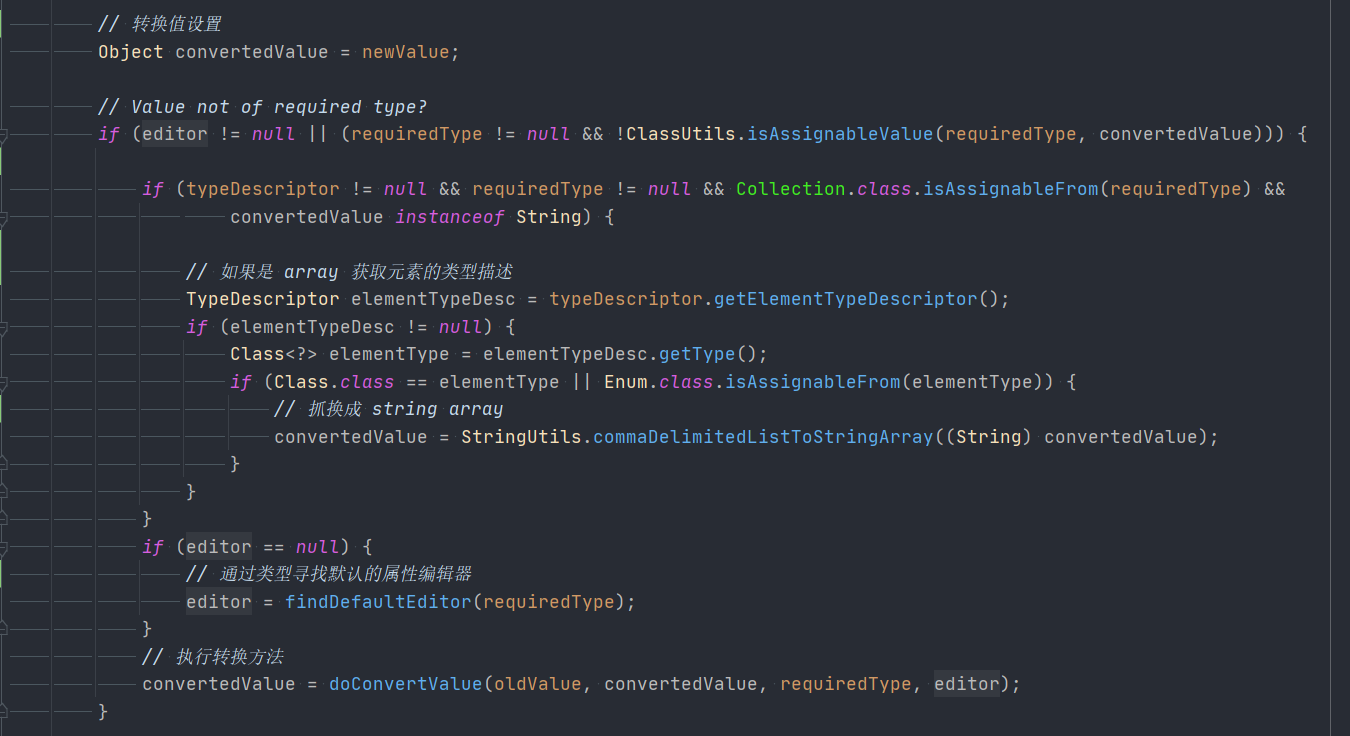 // 转换值设置
Object convertedValue = newValue;
// Value not of required type?
if (editor != null || (requiredType != null && !ClassUtils.isAssignableValue(requiredType, convertedValue))) {
if (typeDescriptor != null && requiredType != null && Collection.class.isAssignableFrom(requiredType) &&
convertedValue instanceof String) {
// 如果是 array 获取元素的类型描述
TypeDescriptor elementTypeDesc = typeDescriptor.getElementTypeDescriptor();
if (elementTypeDesc != null) {
Class<?> elementType = elementTypeDesc.getType();
if (Class.class == elementType || Enum.class.isAssignableFrom(elementType)) {
// 抓换成 string array
convertedValue = StringUtils.commaDelimitedListToStringArray((String) convertedValue);
}
}
}
if (editor == null) {
// 通过类型寻找默认的属性编辑器
editor = findDefaultEditor(requiredType);
}
// 执行转换方法
convertedValue = doConvertValue(oldValue, convertedValue, requiredType, editor);
}